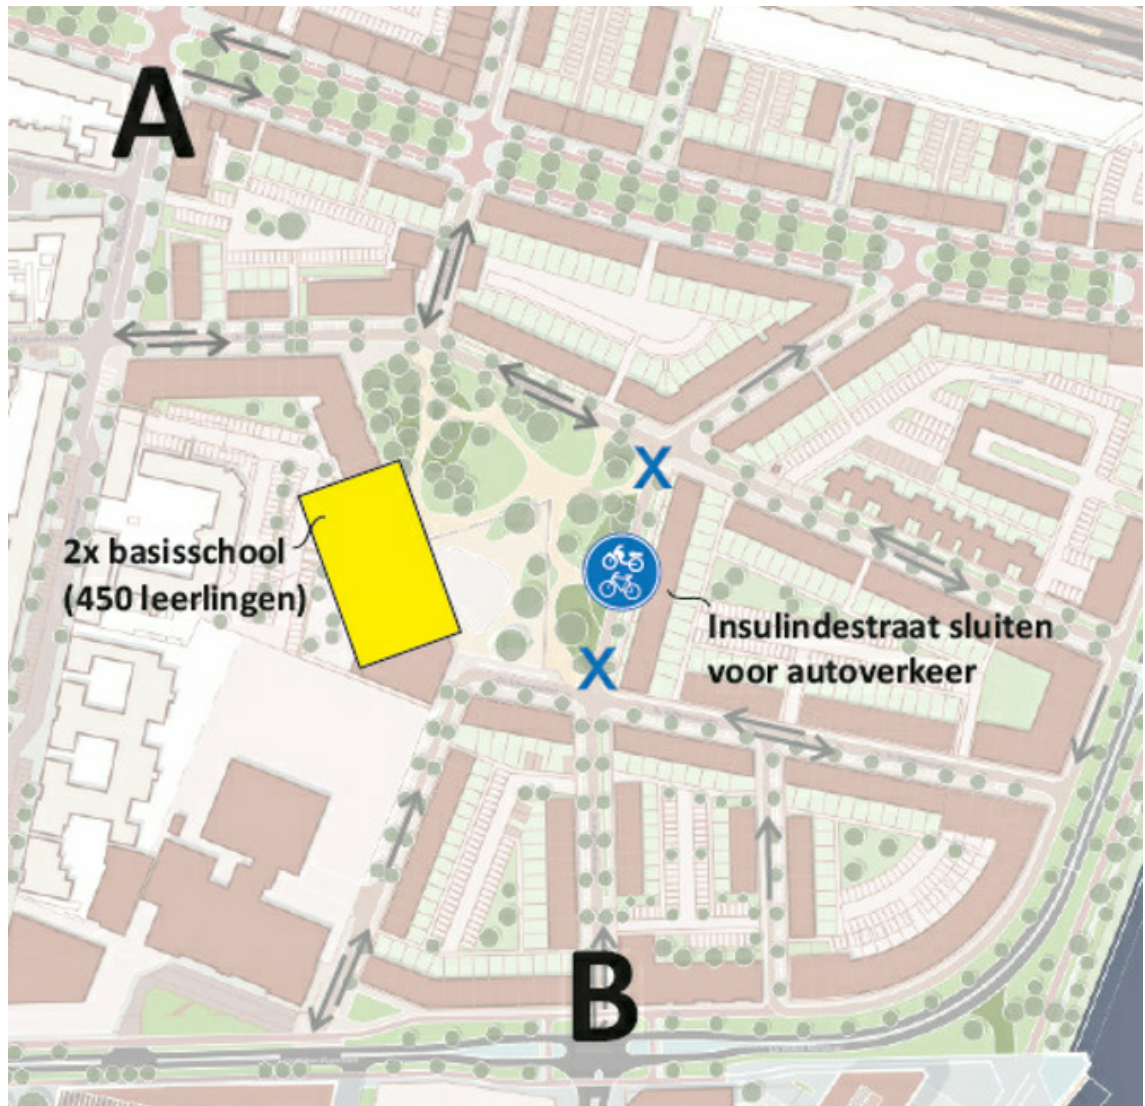 A
2x basisschool
(450 leerlingen)
X
Insulindestraat sluiten
voor autoverkeer
X
B